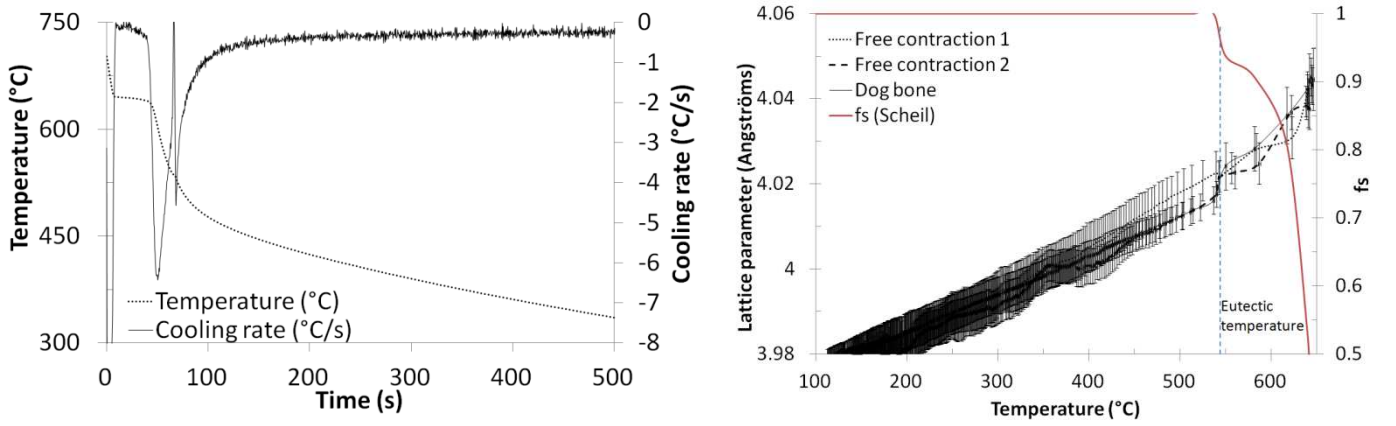 750
600
450
300
Temperature (°C)
0
-1
-2
-3
-4
-5
-6
-7
-8
Cooling rate (°C/s)
Temperature (°C)
Cooling rate (°C/s)
0
100
200
300
400
500
Time (s)
4.06
4.04
4.02
4
3.98
Lattice parameter (Angströms)
Free contraction 1
Free contraction 2
Dog bone
fs (Scheil)
Eutectic
temperature
1
0.9
0.8
0.7
0.6
0.5
fs
100
200
300
400
500
600
Temperature (°C)